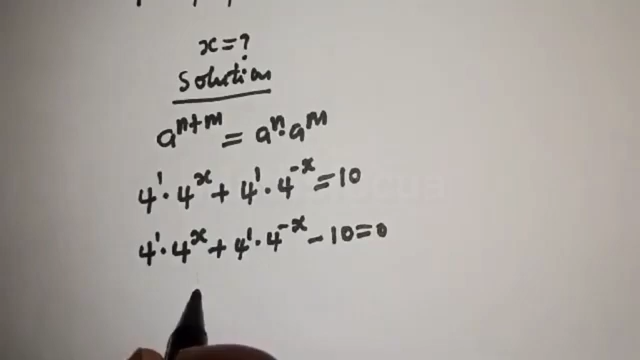 x=?
Solution
a^{n+m} = a^n · a^m
4^1 · 4^x + 4^1 · 4^{-x} = 10
4^1 · 4^x + 4^1 · 4^{-x} - 10 = 0